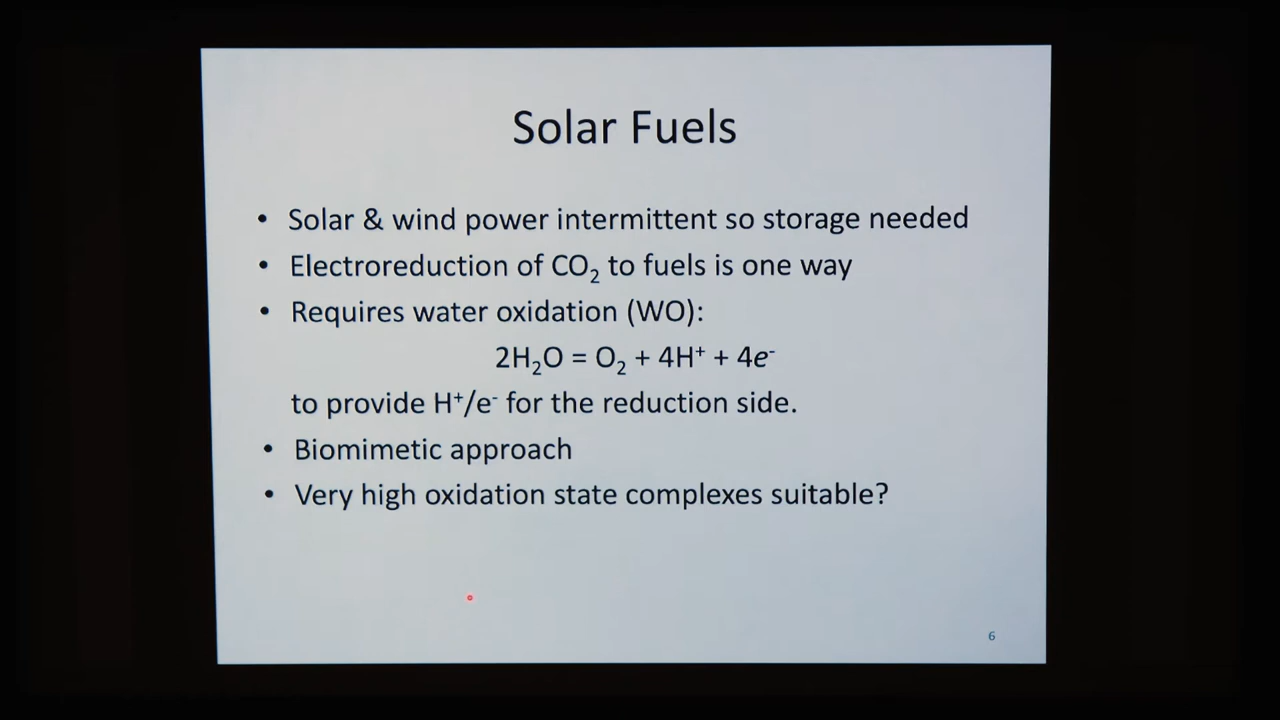 Solar Fuels
• Solar & wind power intermittent so storage needed
• Electroreduction of CO₂ to fuels is one way
• Requires water oxidation (WO):
2H₂O = O₂ + 4H⁺ + 4e⁻
to provide H⁺/e⁻ for the reduction side.
• Biomimetic approach
• Very high oxidation state complexes suitable?
6